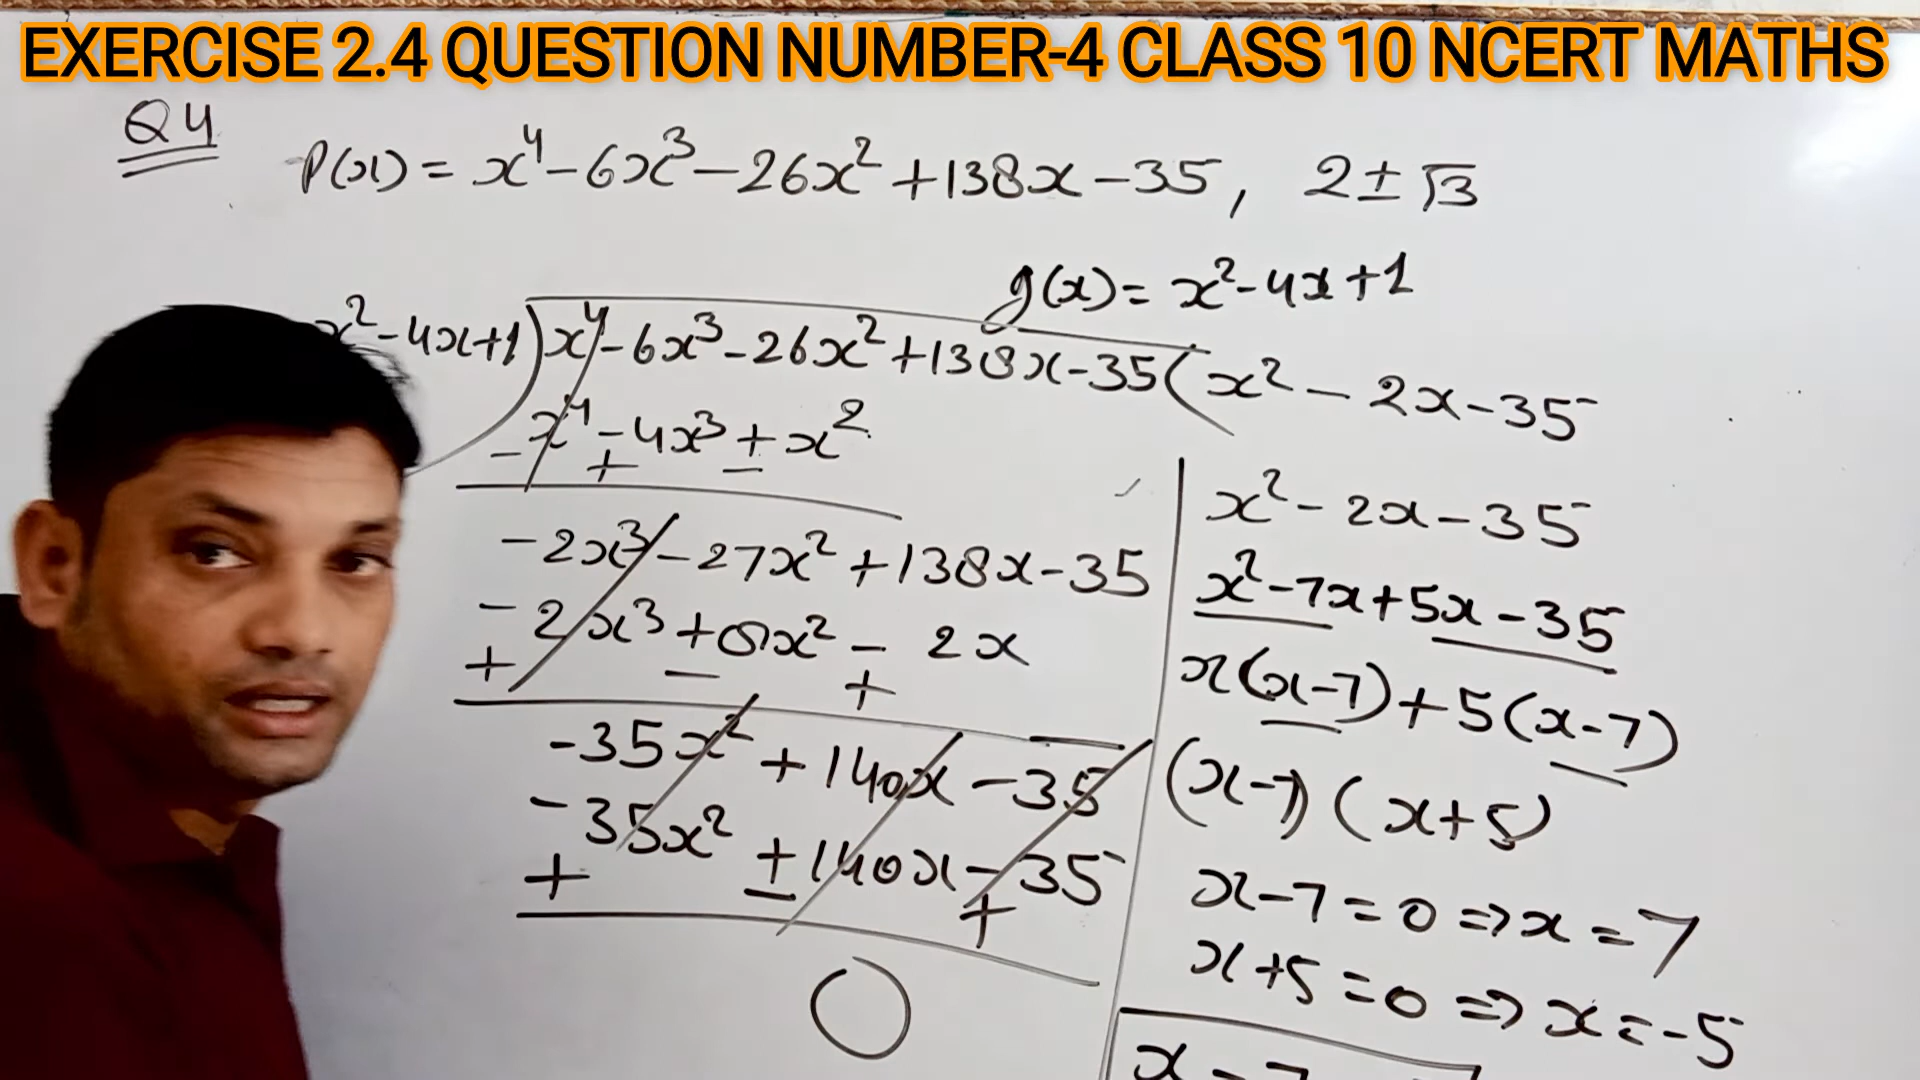 EXERCISE 2.4 QUESTION NUMBER-4 CLASS 10 NCERT MATHS
Q4
P(x) = x⁴ - 6x³ - 26x² + 138x - 35, 2 ± √3
g(x) = x² - 4x + 1
x² - 4x + 1 ) x⁴ - 6x³ - 26x² + 138x - 35 ( x² - 2x - 35
x⁴ - 4x³ + x²
- + -
-2x³ - 27x² + 138x - 35
-2x³ + 8x² - 2x
+ - +
-35x² + 140x - 35
-35x² + 140x - 35
+ - +
0
x² - 2x - 35
x² - 7x + 5x - 35
x(x-7) + 5(x-7)
(x-7) (x+5)
x-7 = 0 => x = 7
x+5 = 0 => x = -5